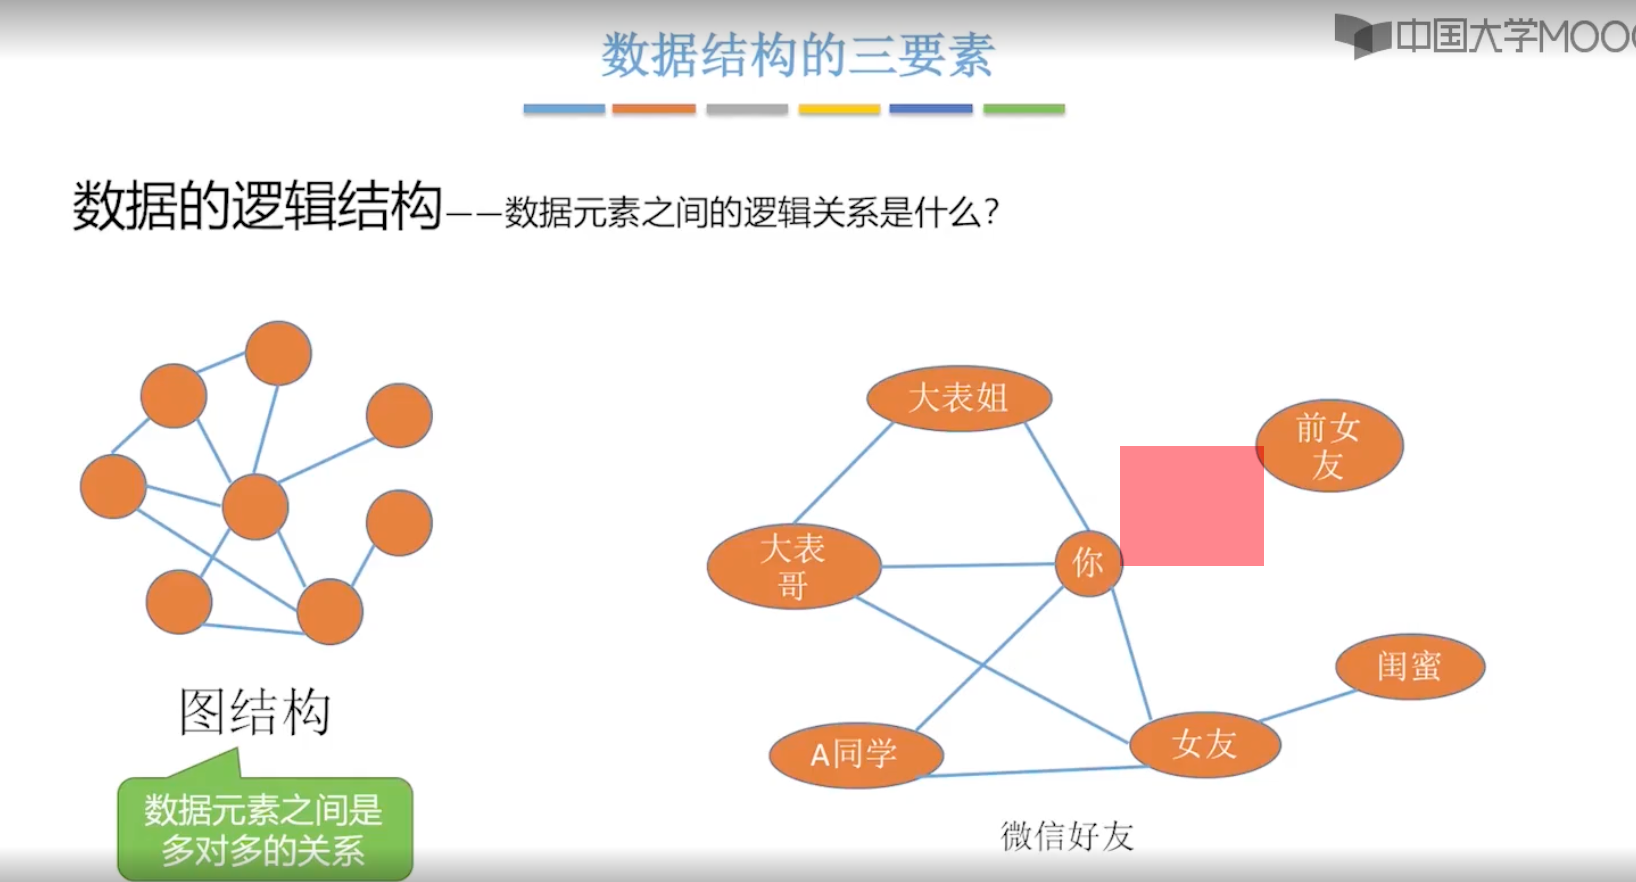 中国大学MOOC
数据结构的三要素
数据的逻辑结构——数据元素之间的逻辑关系是什么？
大表姐
前女
友
大表
哥
你
闺蜜
图结构
A同学
女友
数据元素之间是
多对多的关系
微信好友